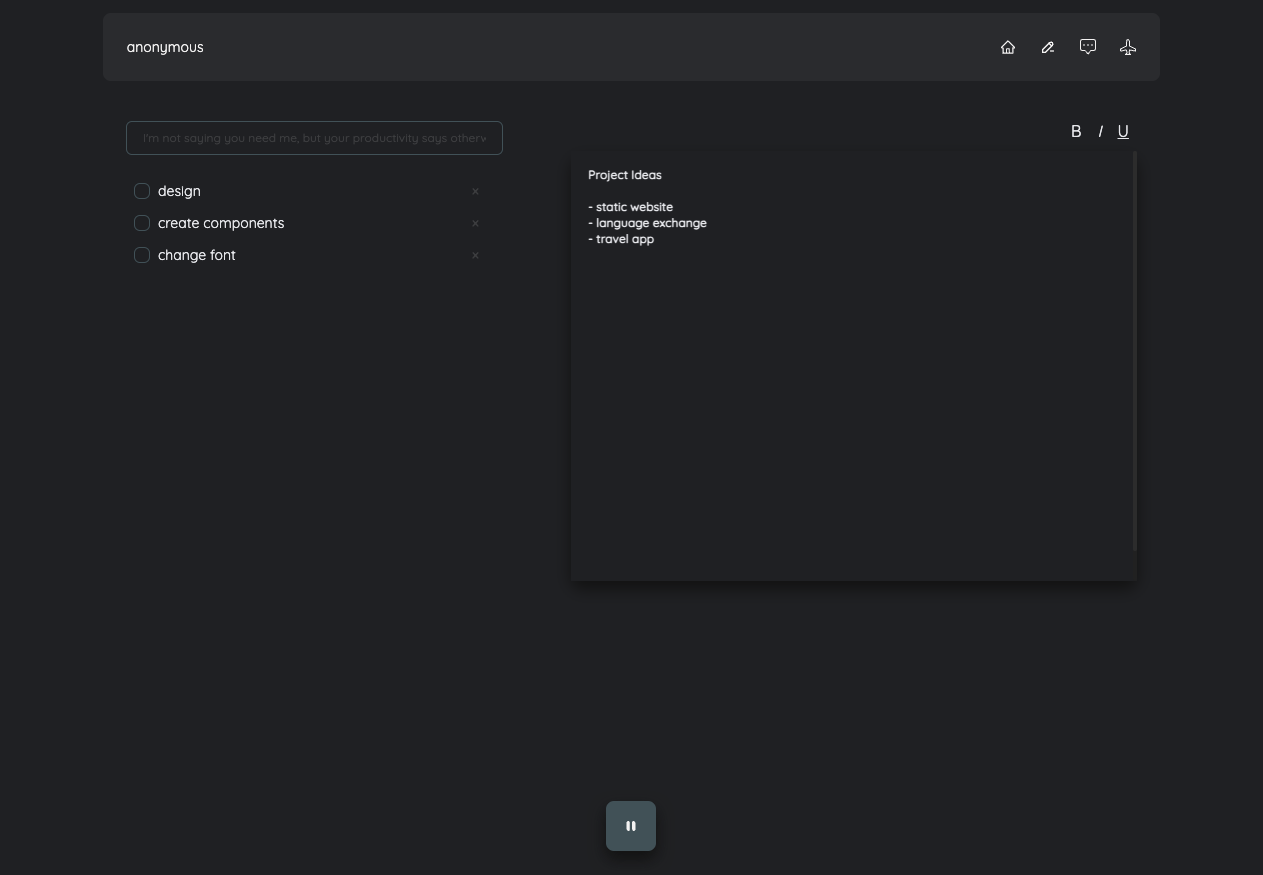 anonymous
I'm not saying you need me, but your productivity says
B I U
design
create components
change font
Project Ideas
- static website
- language exchange
- travel app